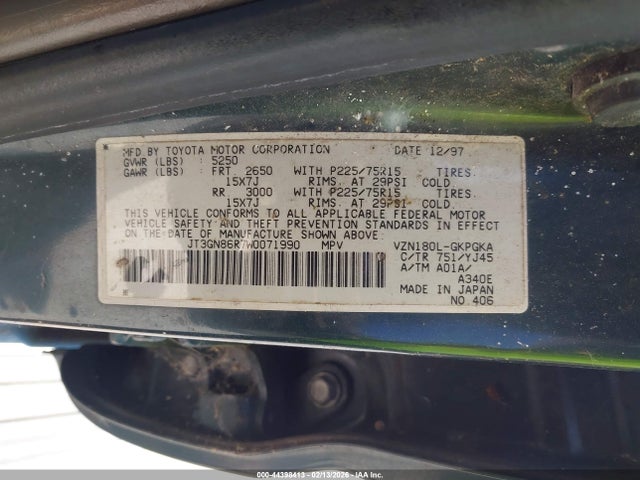 MFD BY TOYOTA MOTOR CORPORATION DATE 12/97
GVWR (LBS) : 5250
GAWR (LBS) : FRT. 2650 WITH P225/75R15 TIRES.
15X7J RIMS. AT 29PSI COLD
RR. 3000 WITH P225/75R15 TIRES.
15X7J RIMS. AT 29PSI COLD
THIS VEHICLE CONFORMS TO ALL APPLICABLE FEDERAL MOTOR
VEHICLE SAFETY AND THEFT PREVENTION STANDARDS IN EFFECT
ON THE DATE OF MANUFACTURE SHOWN ABOVE.
JT3GN86R7W0071990 MPV VZN180L-GKPGKA
C/TR 751/YJ45
A/TM A01A/
A340E
MADE IN JAPAN
NO. 406
000-44398413 - 02/13/2026 - IAAC, Inc.